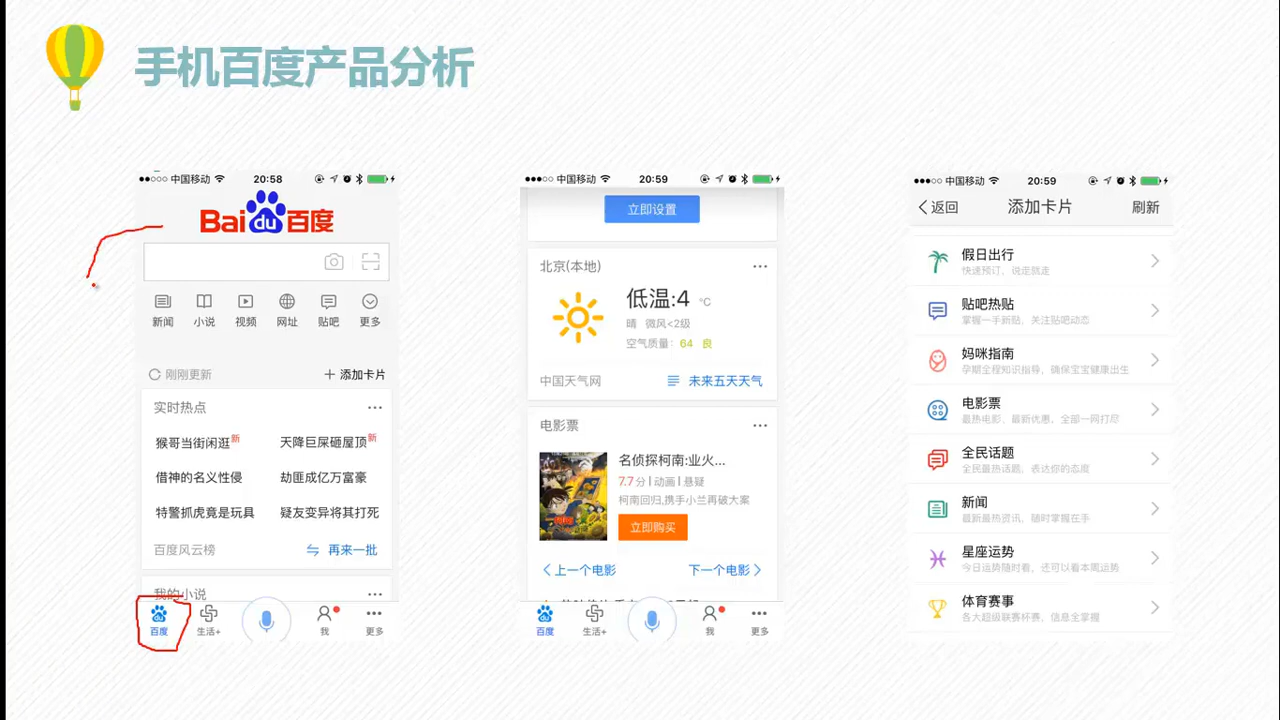 手机百度产品分析
中国移动 20:58
Bai du 百度
新闻 小说 视频 网址 贴吧 更多
刚刚更新 + 添加卡片
实时热点
猴哥当街闲逛新 天降巨屎砸屋顶新
借神的名义性侵 劫匪成亿万富豪
特警抓虎竟是玩具 疑友变异将其打死
百度风云榜 再来一批
我的小说
百度 生活+ 我 更多
中国移动 20:59
立即设置
北京(本地)
低温:4 °C
晴 微风<2级
空气质量: 64 良
中国天气网 未来五天天气
电影票
名侦探柯南:业火...
7.7分 | 动画 | 悬疑
柯南回归,携手小兰再破大案
立即购买
上一个电影 下一个电影
百度 生活+ 我 更多
中国移动 20:59
返回 添加卡片 刷新
假日出行
快速预订，说走就走
贴吧热贴
掌握一手新贴，关注贴吧动态
妈咪指南
孕期全程知识指导，确保宝宝健康出生
电影票
最热电影，最新优惠，全部一网打尽
全民话题
全民最热话题，表达你的态度
新闻
最新最热资讯，随时掌握在手
星座运势
今日运势随时看，还可以看本周运势
体育赛事
各大超级联赛杯赛，信息全掌握